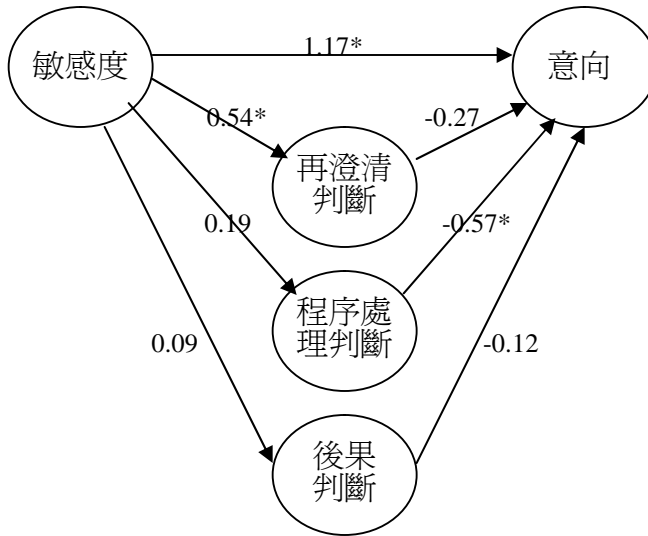 1.17*
敏感度
意向
0.54*
-0.27
再澄清
判斷
0.19
-0.57*
程序處
理判斷
0.09
-0.12
後果
判斷